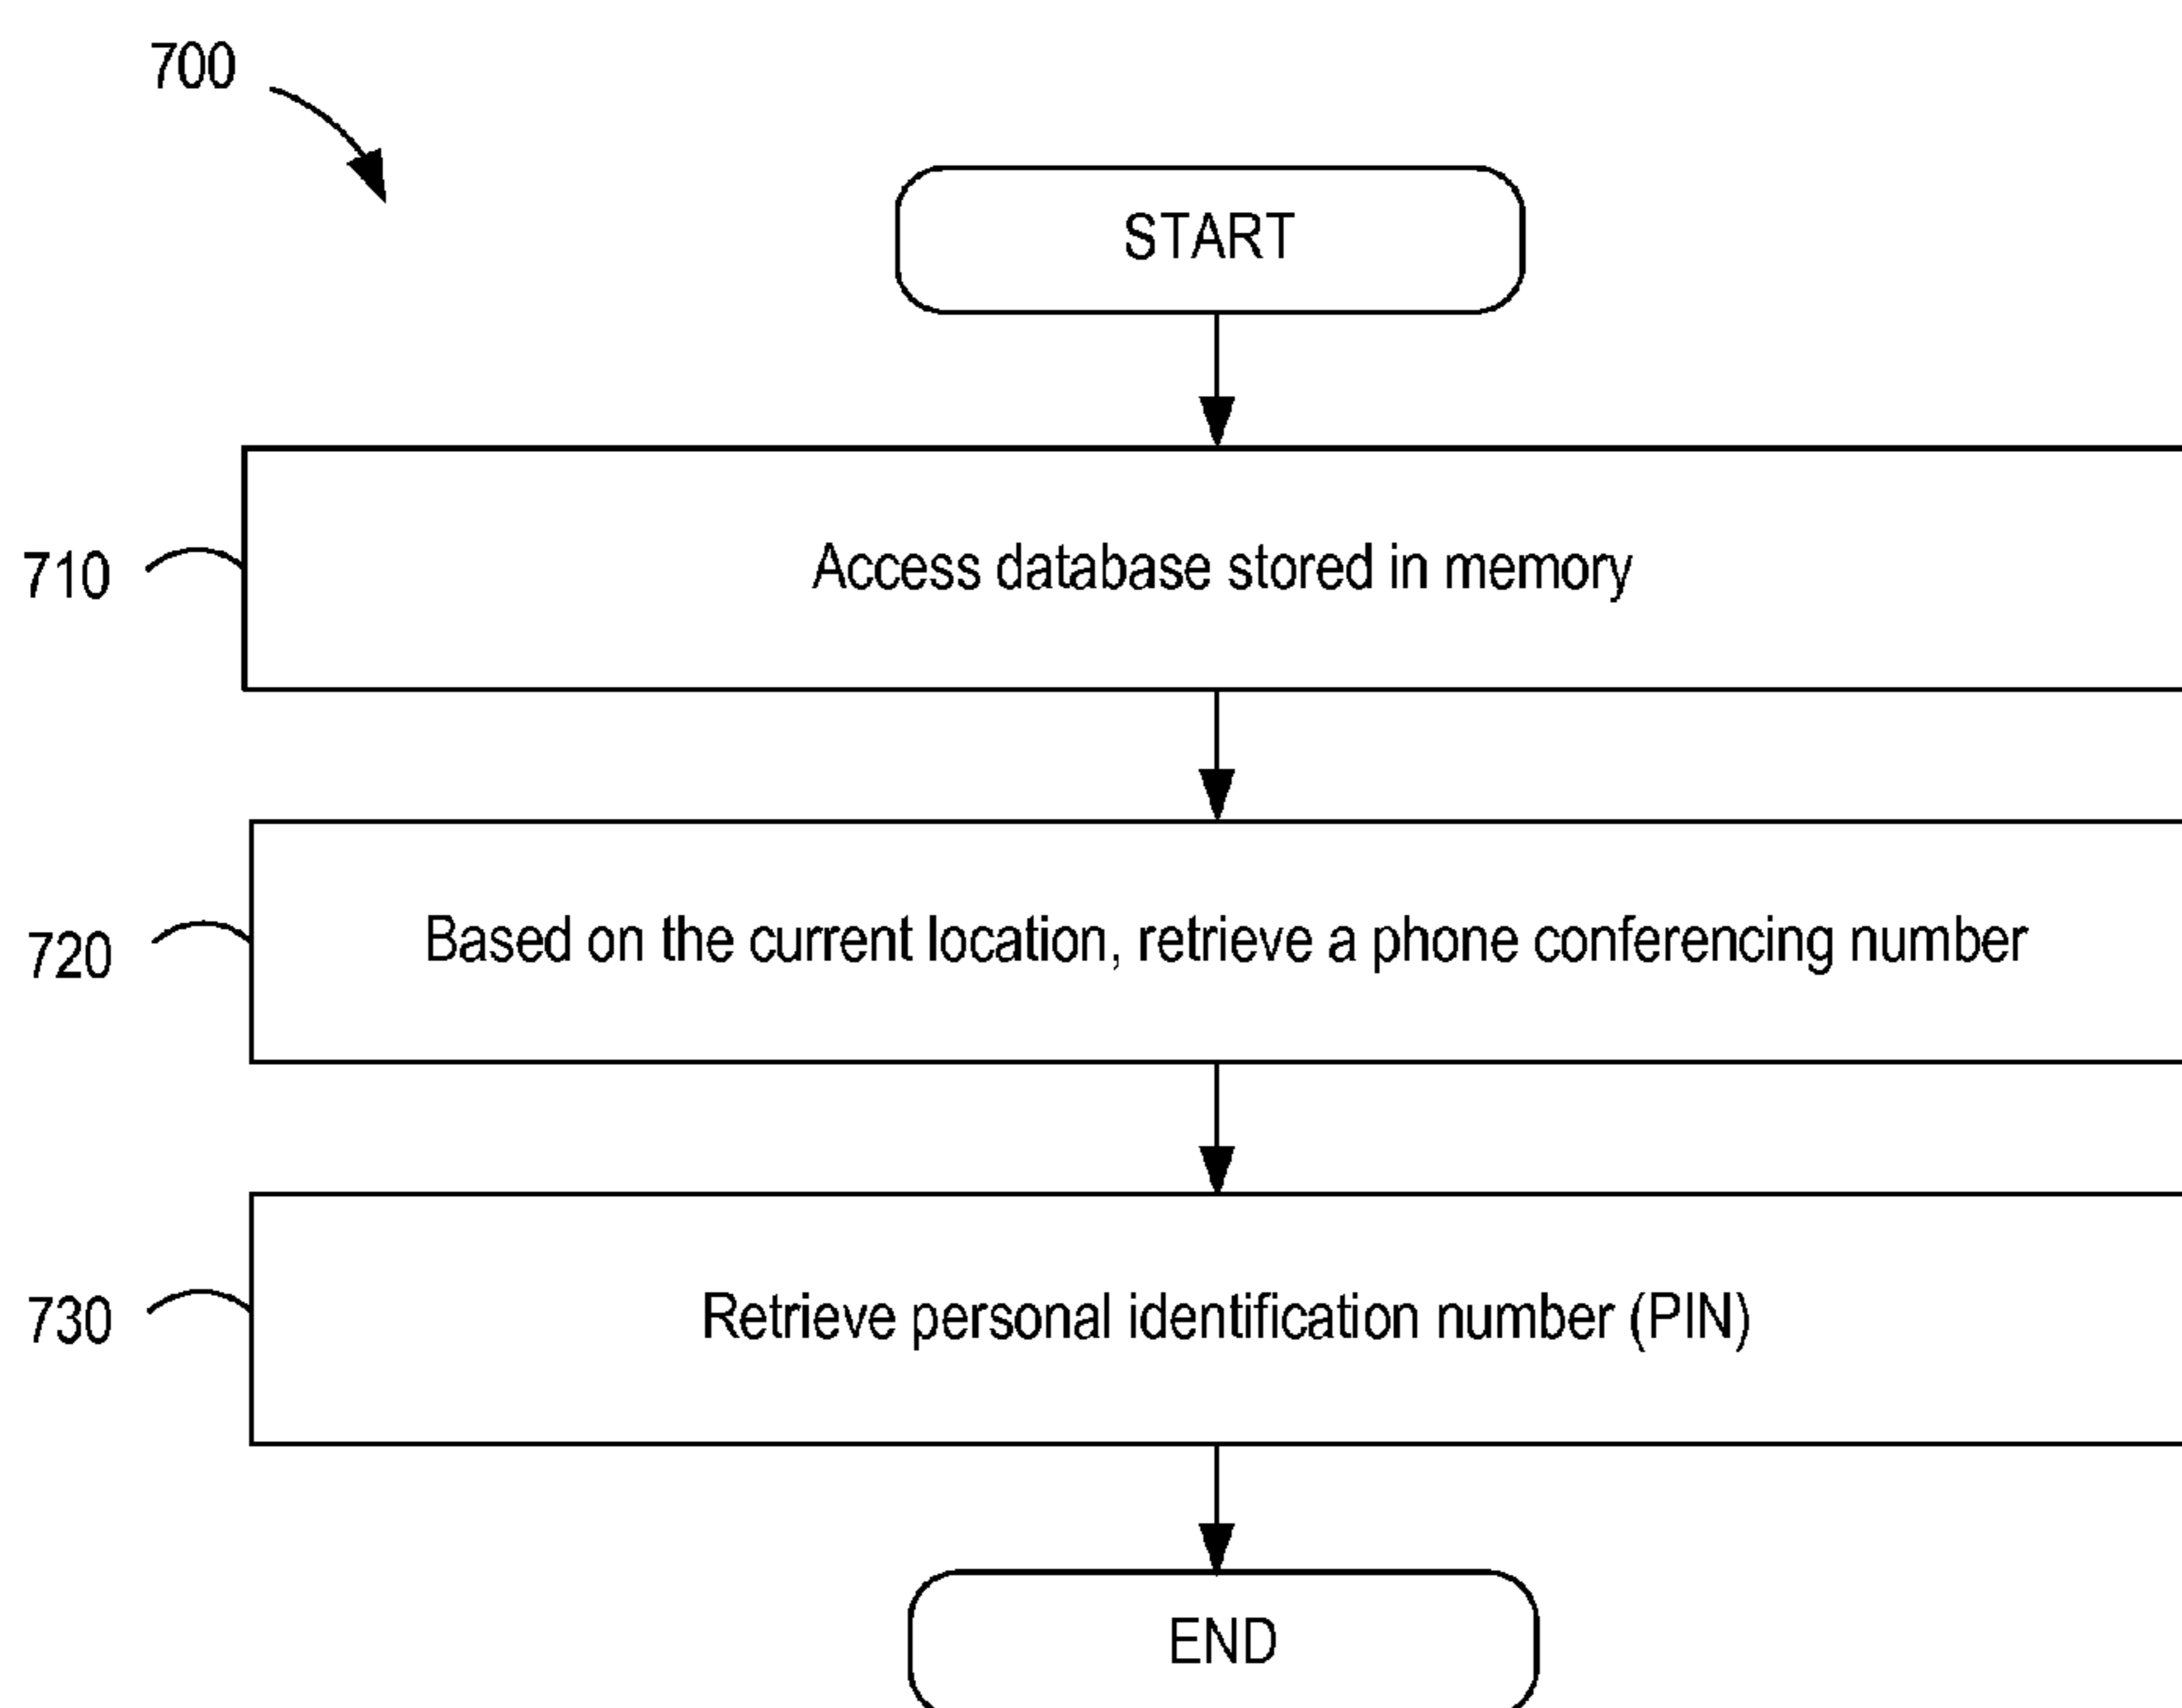 700
START
710
Access database stored in memory
720
Based on the current location, retrieve a phone conferencing number
730
Retrieve personal identification number (PIN)
END